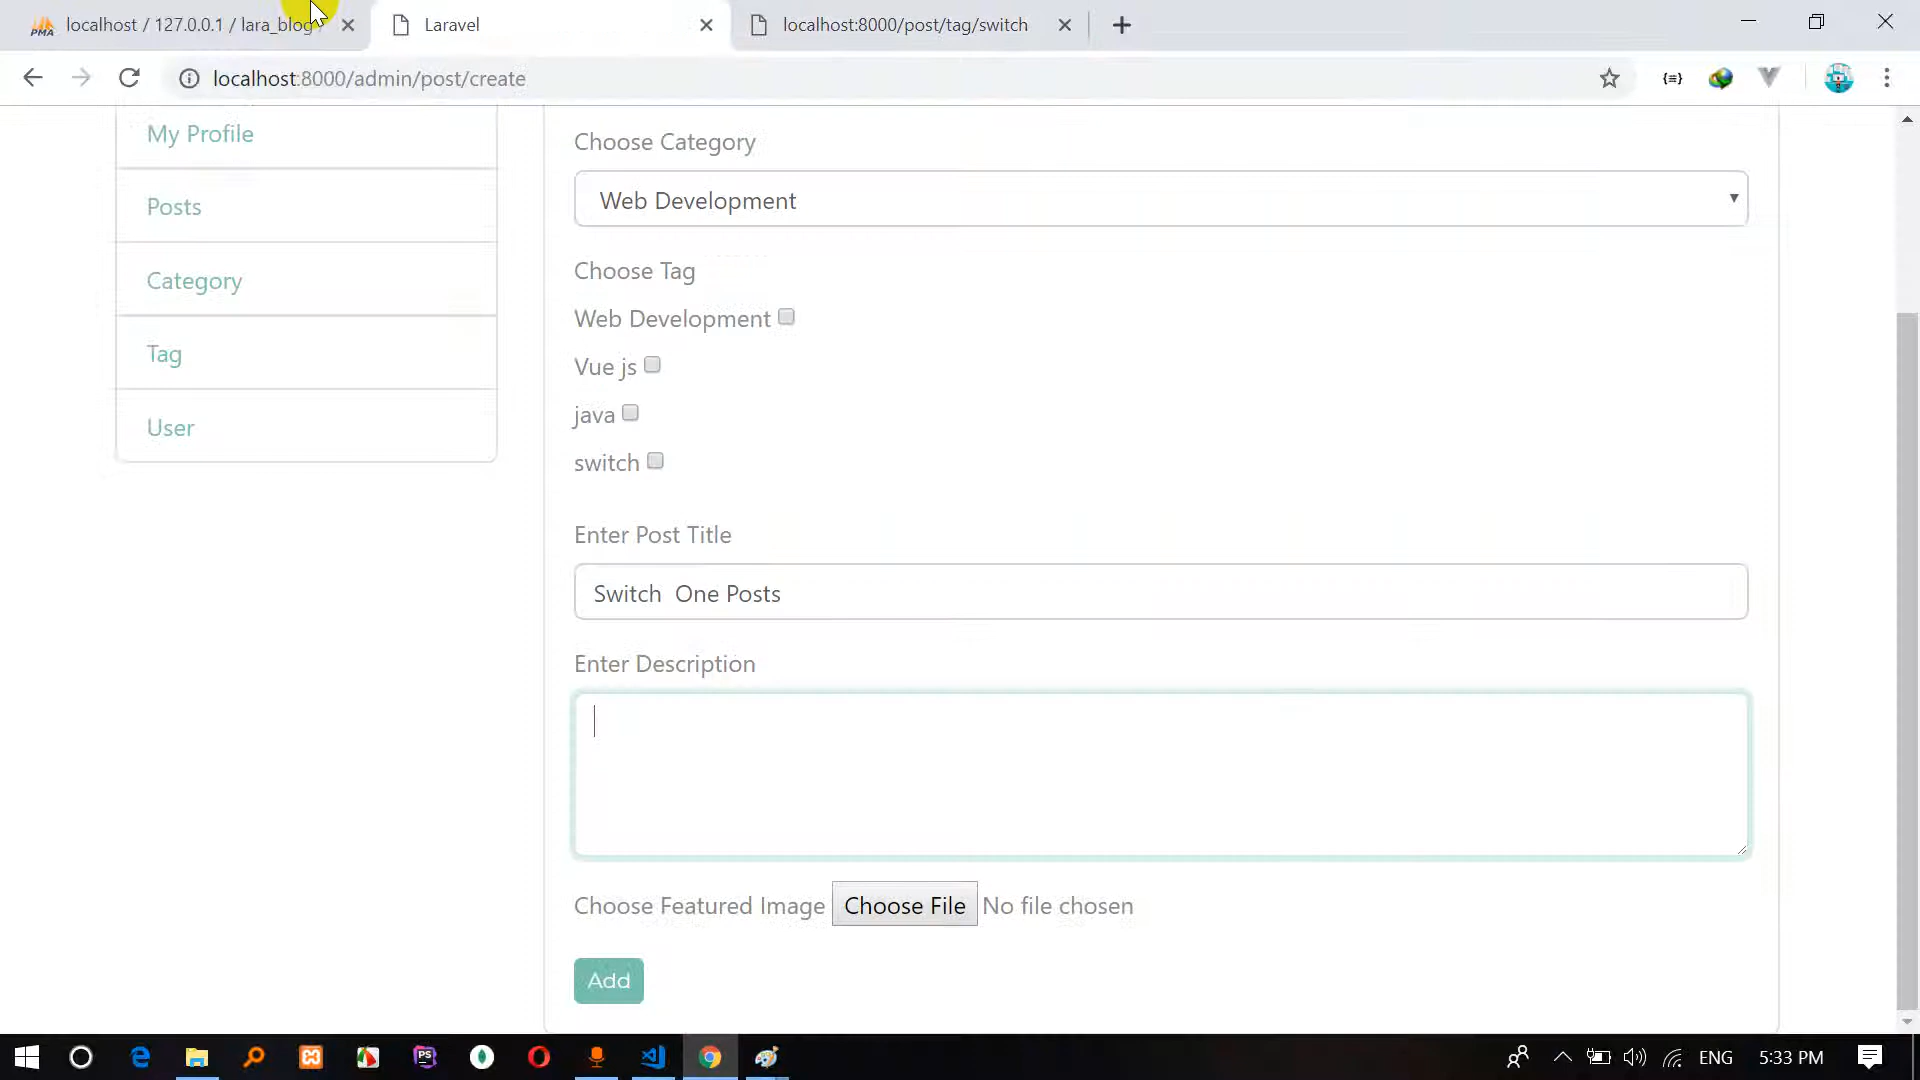 localhost / 127.0.0.1 / lara_blog
Laravel
localhost:8000/post/tag/switch
localhost:8000/admin/post/create
My Profile
Posts
Category
Tag
User
Choose Category
Web Development
Choose Tag
Web Development
Vue js
java
switch
Enter Post Title
Switch  One Posts
Enter Description
Choose Featured Image Choose File No file chosen
Add
ENG 5:33 PM